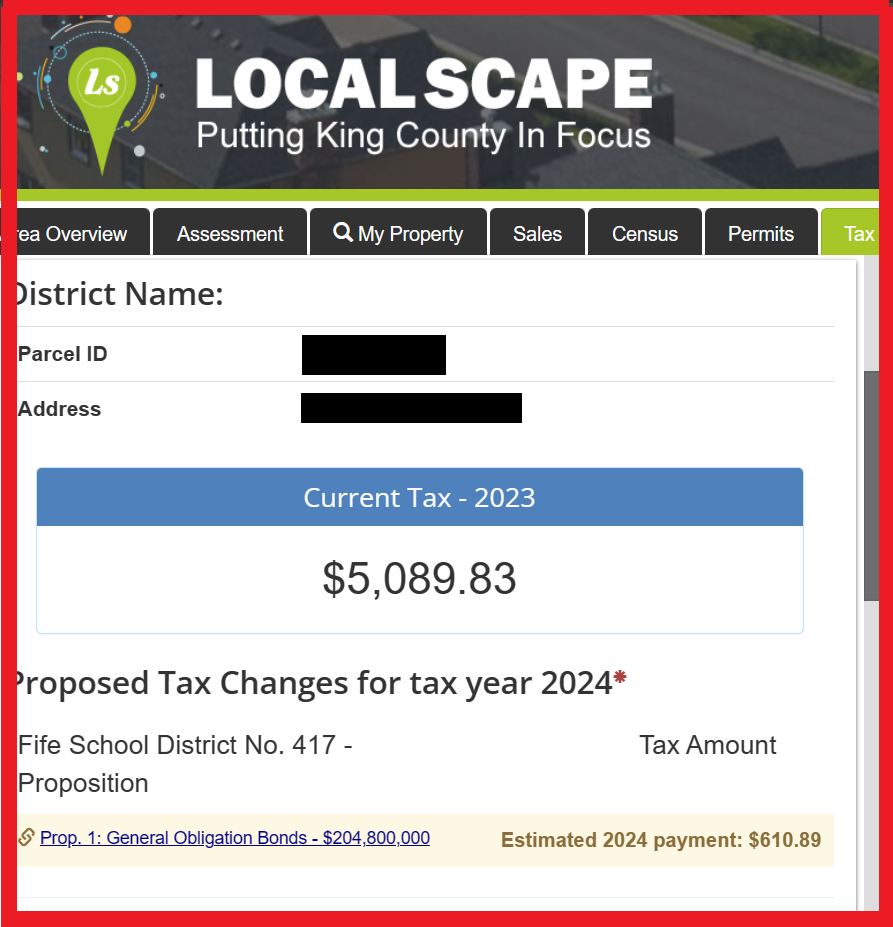 Ls
LOCAL SCAPE
Putting King County In Focus
rea Overview
Assessment
My Property
Sales
Census
Permits
Tax
District Name:
Parcel ID
Address
Current Tax - 2023
$5,089.83
Proposed Tax Changes for tax year 2024*
Fife School District No. 417 - Tax Amount
Proposition
Prop. 1: General Obligation Bonds - $204,800,000 Estimated 2024 payment: $610.89